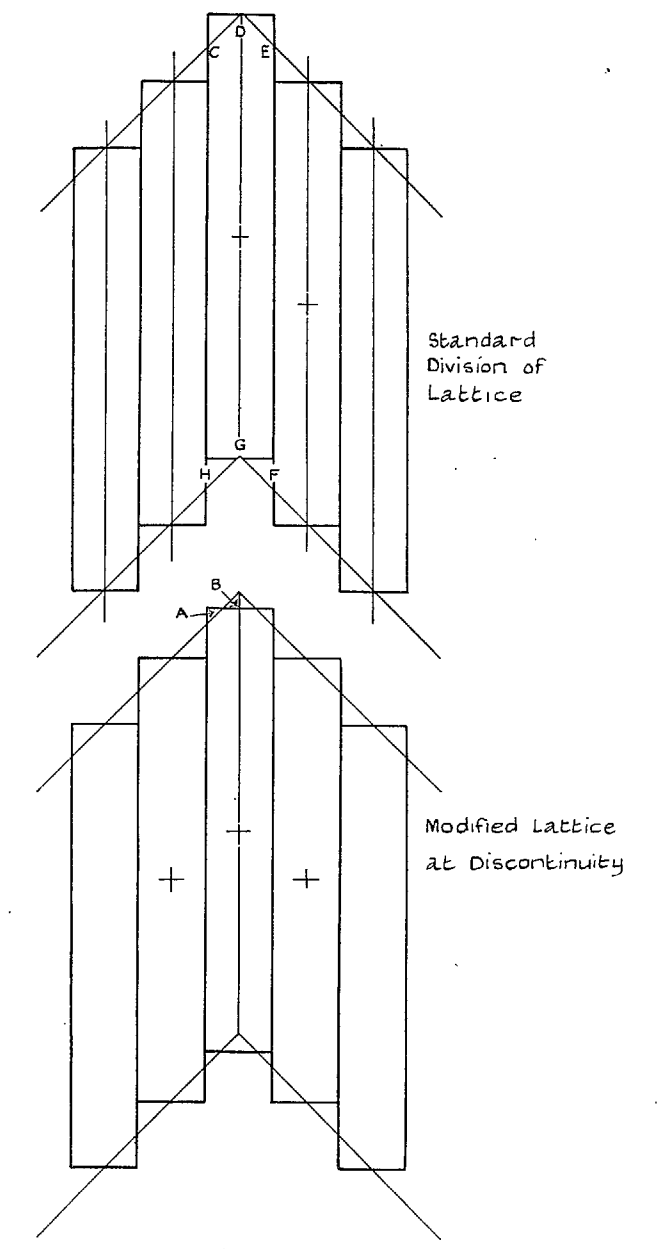 D
C E
Standard
Division of
Lattice
G
H F
B
A
Modified Lattice
at Discontinuity